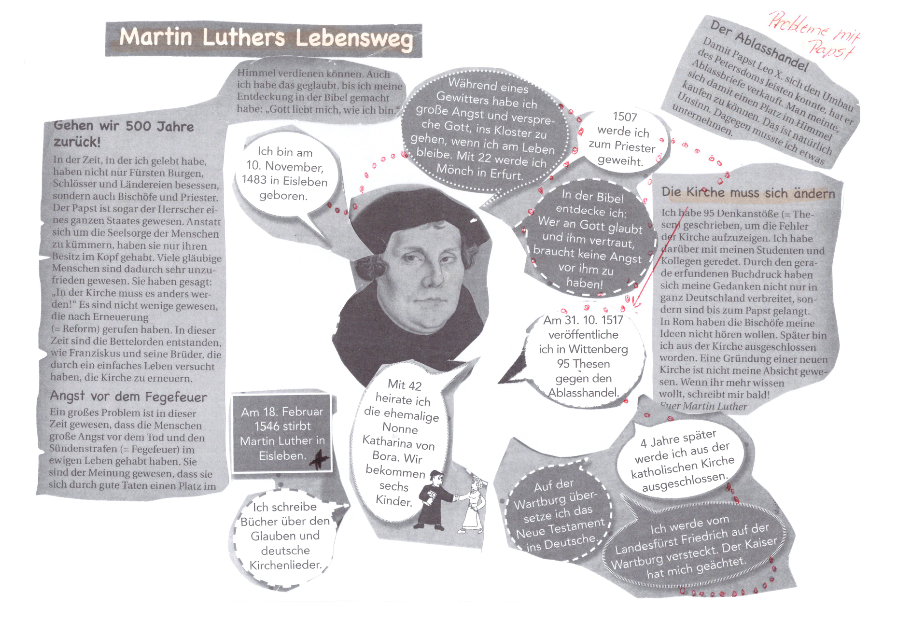 Martin Luthers Lebensweg
Probleme mit
Papst
Gehen wir 500 Jahre
zurück!
In der Zeit, in der ich gelebt habe,
haben nicht nur Fürsten Burgen,
Schlösser und Ländereien besessen,
sondern auch Bischöfe und Priester.
Der Papst ist sogar der Herrscher ei-
nes ganzen Staates gewesen. Anstatt
sich um die Seelsorge der Menschen
zu kümmern, haben sie nur ihren
Besitz im Kopf gehabt. Viele gläubige
Menschen sind dadurch sehr unzu-
frieden gewesen. Sie haben gesagt:
„In der Kirche muss es anders wer-
den!“ Es sind nicht wenige gewesen,
die nach Erneuerung
(= Reform) gerufen haben. In dieser
Zeit sind die Bettelorden entstanden,
wie Franziskus und seine Brüder, die
durch ein einfaches Leben versucht
haben, die Kirche zu erneuern.
Angst vor dem Fegefeuer
Ein großes Problem ist in dieser
Zeit gewesen, dass die Menschen
große Angst vor dem Tod und den
Sündenstrafen (= Fegefeuer) im
ewigen Leben gehabt haben. Sie
sind der Meinung gewesen, dass sie
sich durch gute Taten einen Platz im
Himmel verdienen können. Auch
ich habe das geglaubt, bis ich meine
Entdeckung in der Bibel gemacht
habe: „Gott liebt mich, wie ich bin.“
Ich bin am
10. November,
1483 in Eisleben
geboren.
Während eines
Gewitters habe ich
große Angst und verspre-
che Gott, ins Kloster zu
gehen, wenn ich am Leben
bleibe. Mit 22 werde ich
Mönch in Erfurt.
1507
werde ich
zum Priester
geweiht.
In der Bibel
entdecke ich:
Wer an Gott glaubt
und ihm vertraut,
braucht keine Angst
vor ihm zu
haben!
Am 31. 10. 1517
veröffentliche
ich in Wittenberg
95 Thesen
gegen den
Ablasshandel.
Der Ablasshandel
Damit Papst Leo X. sich den Umbau
des Petersdoms leisten konnte, hat er
Ablassbriefe verkauft. Man meinte,
sich damit einen Platz im Himmel
kaufen zu können. Das ist natürlich
Unsinn. Dagegen musste ich etwas
unternehmen.
Die Kirche muss sich ändern
Ich habe 95 Denkanstöße (= The-
sen) geschrieben, um die Fehler
der Kirche aufzuzeigen. Ich habe
darüber mit meinen Studenten und
Kollegen geredet. Durch den gera-
de erfundenen Buchdruck haben
sich meine Gedanken nicht nur in
ganz Deutschland verbreitet, son-
dern sind bis zum Papst gelangt.
In Rom haben die Bischöfe meine
Ideen nicht hören wollen. Später bin
ich aus der Kirche ausgeschlossen
worden. Eine Gründung einer neuen
Kirche ist nicht meine Absicht gewe-
sen. Wenn ihr mehr wissen
wollt, schreibt mir bald!
Euer Martin Luther
4 Jahre später
werde ich aus der
katholischen Kirche
ausgeschlossen.
Ich werde vom
Landesfürst Friedrich auf der
Wartburg versteckt. Der Kaiser
hat mich geächtet.
Auf der
Wartburg über-
setze ich das
Neue Testament
ins Deutsche.
Mit 42
heirate ich
die ehemalige
Nonne
Katharina von
Bora. Wir
bekommen
sechs
Kinder.
Ich schreibe
Bücher über den
Glauben und
deutsche
Kirchenlieder.
Am 18. Februar
1546 stirbt
Martin Luther in
Eisleben.